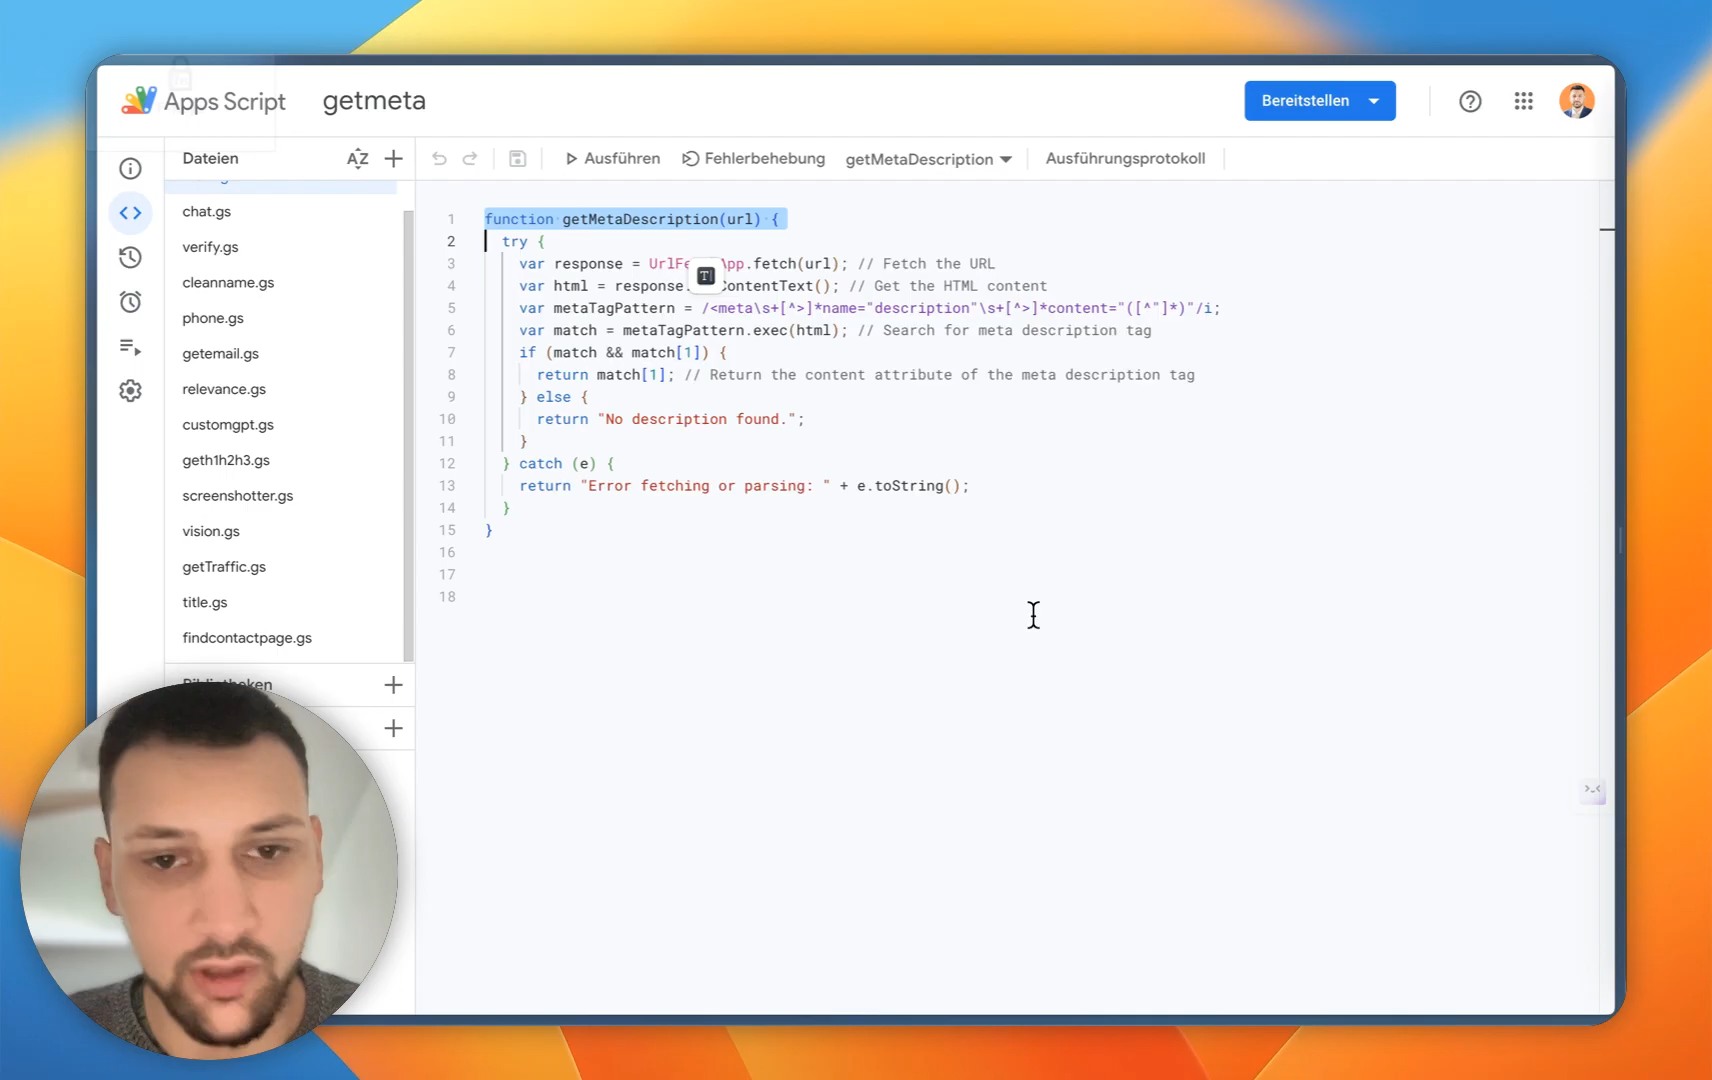 Apps Script
getmeta
Bereitstellen
Dateien
AZ
Ausführen
Fehlerbehebung
getMetaDescription
Ausführungsprotokoll
chat.gs
verify.gs
cleanname.gs
phone.gs
getemail.gs
relevance.gs
customgpt.gs
geth1h2h3.gs
screenshotter.gs
vision.gs
getTraffic.gs
title.gs
findcontactpage.gs
Bibliotheken
1 function getMetaDescription(url) {
2 try {
3 var response = UrlFe App.fetch(url); // Fetch the URL
4 var html = response. ContentText(); // Get the HTML content
5 var metaTagPattern = /<meta\s+[^>]*name="description"\s+[^>]*content="([^"]*)"/i;
6 var match = metaTagPattern.exec(html); // Search for meta description tag
7 if (match && match[1]) {
8 return match[1]; // Return the content attribute of the meta description tag
9 } else {
10 return "No description found.";
11 }
12 } catch (e) {
13 return "Error fetching or parsing: " + e.toString();
14 }
15 }
16
17
18